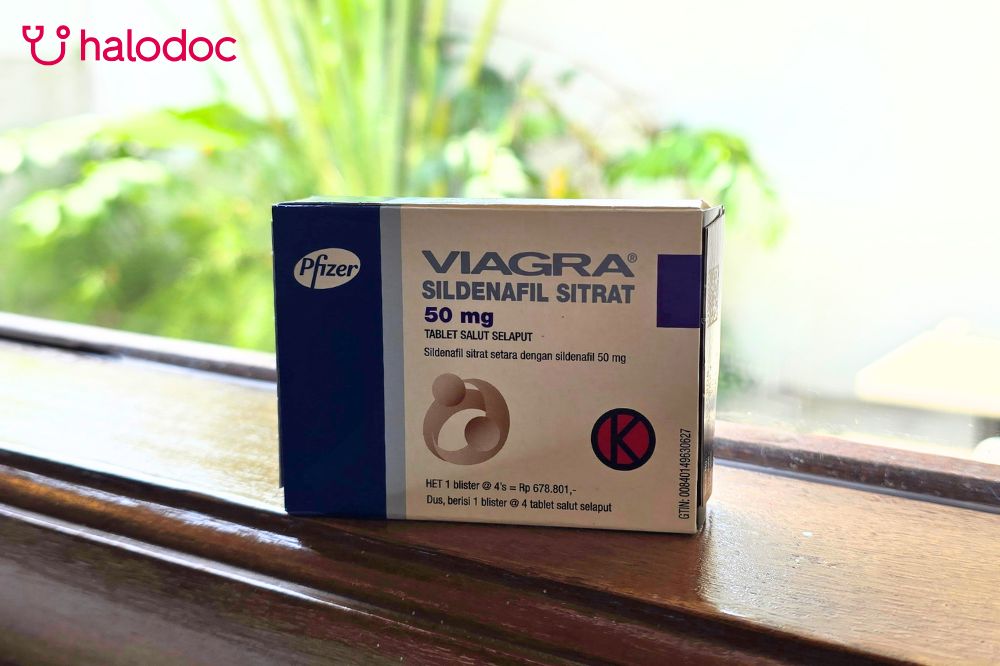 halodoc
Pfizer
VIAGRA®
SILDENAFIL SITRAT
50 mg
TABLET SALUT SELAPUT
Sildenafil sitrat setara dengan sildenafil 50 mg
K
HET 1 blister @ 4's = Rp 678.801,-
Dus, berisi 1 blister @ 4 tablet salut selaput
GTIN: 00840149630627